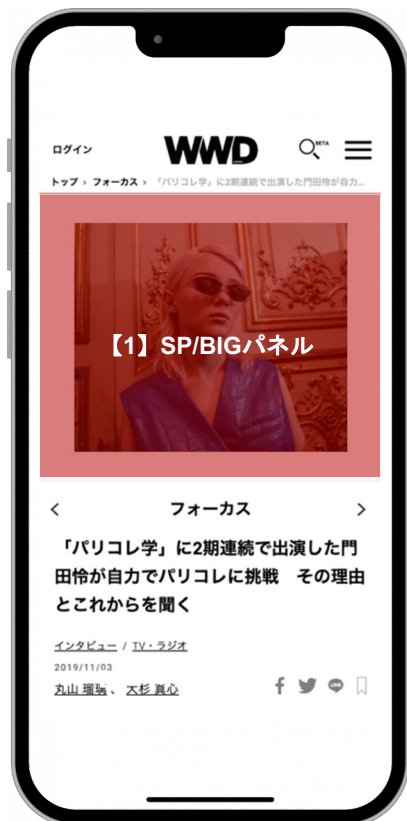 ログイン
WWD
BETA
トップ › フォーカス › 「パリコレ学」に2期連続で出演した門田怜が自力…
【1】SP/BIGパネル
フォーカス
「パリコレ学」に2期連続で出演した門
田怜が自力でパリコレに挑戦　その理由
とこれからを聞く
インタビュー / TV・ラジオ
2019/11/03
丸山 瑠璃 、 大杉 真心
LINE